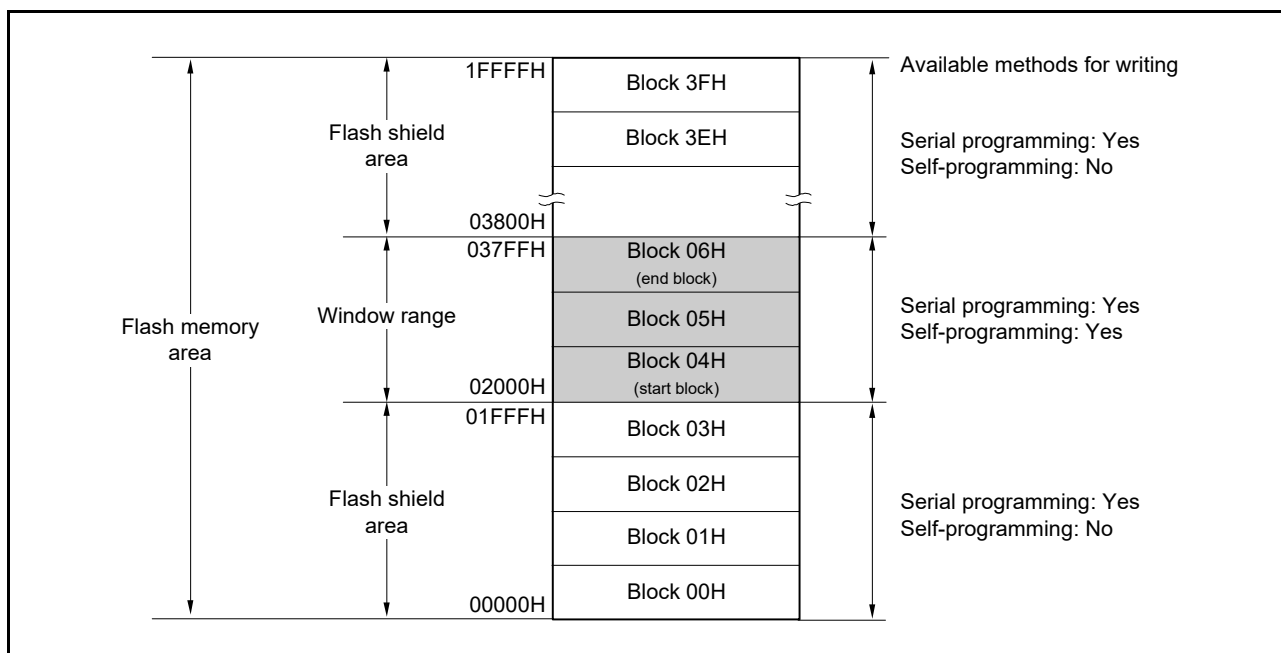 1FFFFH
Block 3FH
Available methods for writing
Flash shield
area
Block 3EH
Serial programming: Yes
Self-programming: No
03800H
037FFH
Block 06H
(end block)
Flash memory
area
Window range
Block 05H
Serial programming: Yes
Self-programming: Yes
Block 04H
(start block)
02000H
01FFFH
Block 03H
Flash shield
area
Block 02H
Serial programming: Yes
Self-programming: No
Block 01H
Block 00H
00000H